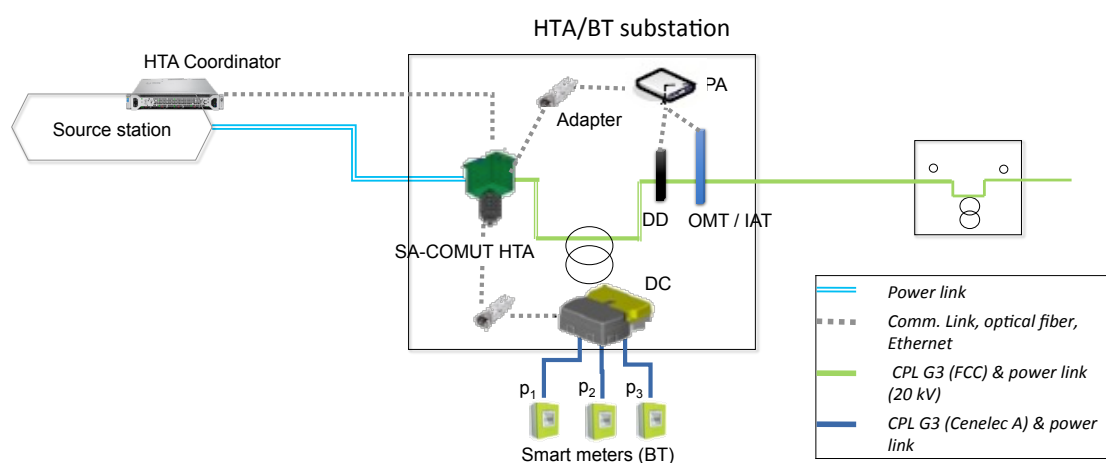 HTA/BT substation
HTA Coordinator
PA
Source station
Adapter
DD
OMT / IAT
SA-COMUT HTA
DC
p1
p2
p3
Smart meters (BT)
Power link
Comm. Link, optical fiber,
Ethernet
CPL G3 (FCC) & power link
(20 kV)
CPL G3 (Cenelec A) & power
link